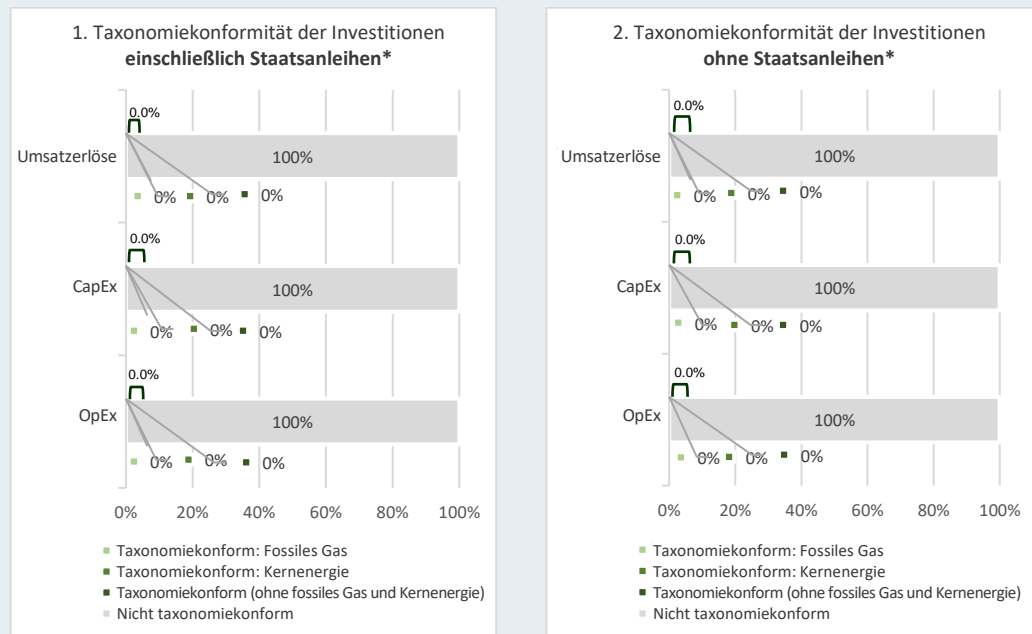 1. Taxonomiekonformität der Investitionen
einschließlich Staatsanleihen*
0.0%
Umsatzerlöse
100%
0%
0%
0%
0.0%
CapEx
100%
0%
0%
0%
0.0%
OpEx
100%
0%
0%
0%
0%
20%
40%
60%
80%
100%
Taxonomiekonform: Fossiles Gas
Taxonomiekonform: Kernenergie
Taxonomiekonform (ohne fossiles Gas und Kernenergie)
Nicht taxonomiekonform
2. Taxonomiekonformität der Investitionen
ohne Staatsanleihen*
0.0%
Umsatzerlöse
100%
0%
0%
0%
0.0%
CapEx
100%
0%
0%
0%
0.0%
OpEx
100%
0%
0%
0%
0%
20%
40%
60%
80%
100%
Taxonomiekonform: Fossiles Gas
Taxonomiekonform: Kernenergie
Taxonomiekonform (ohne fossiles Gas und Kernenergie)
Nicht taxonomiekonform